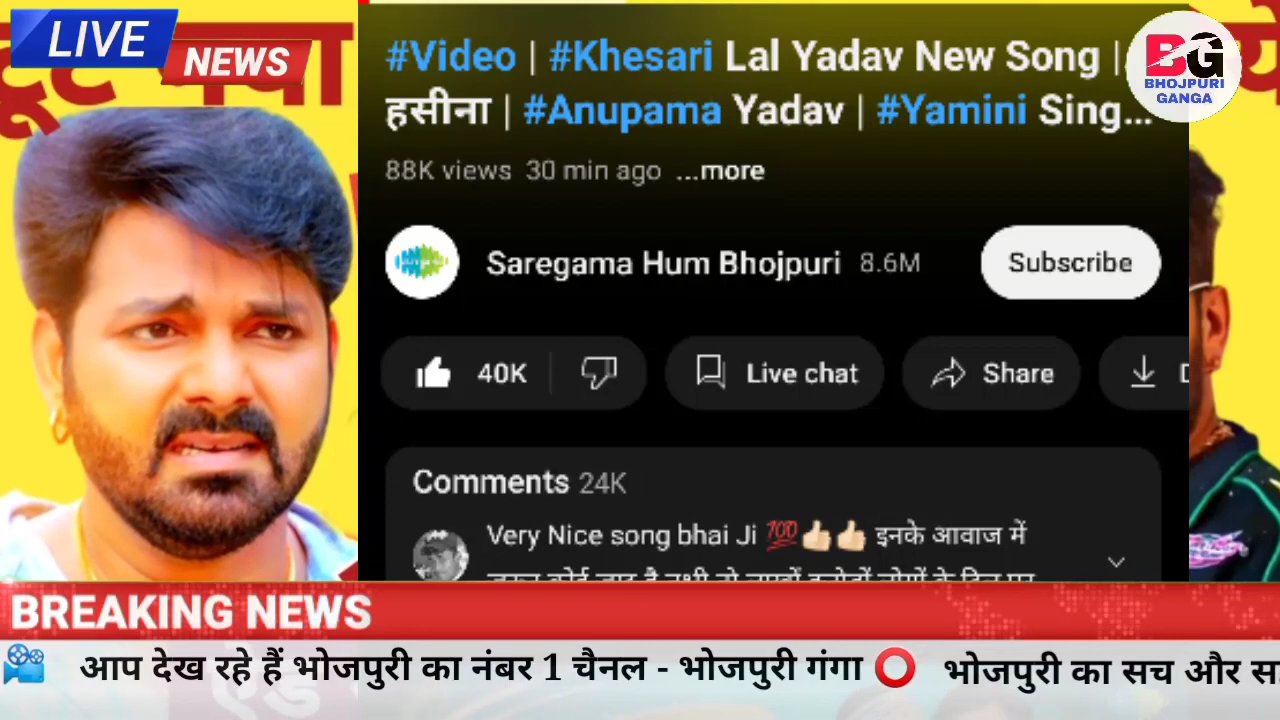 LIVE
NEWS
#Video | #Khesari Lal Yadav New Song |
हसीना | #Anupama Yadav | #Yamini Sing...
BG
BHOJPURI
GANGA
88K views 30 min ago ...more
Saregama Hum Bhojpuri 8.6M
Subscribe
40K
Live chat
Share
Comments 24K
Very Nice song bhai Ji 💯👍🏼👍🏼 इनके आवाज में
BREAKING NEWS
🎥 आप देख रहे हैं भोजपुरी का नंबर 1 चैनल - भोजपुरी गंगा ⭕ भोजपुरी का सच और